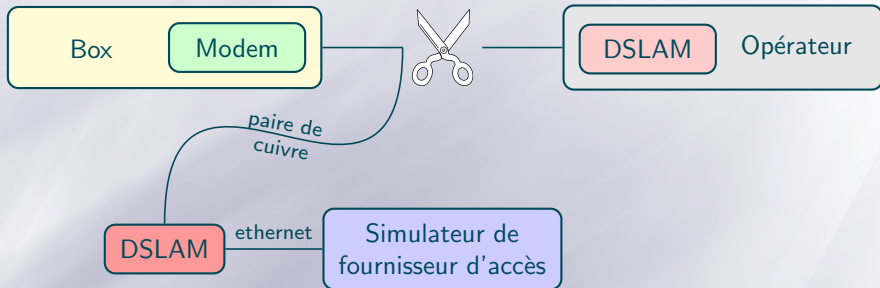 Box
Modem
DSLAM
Opérateur
paire de
cuivre
DSLAM
ethernet
Simulateur de
fournisseur d'accès